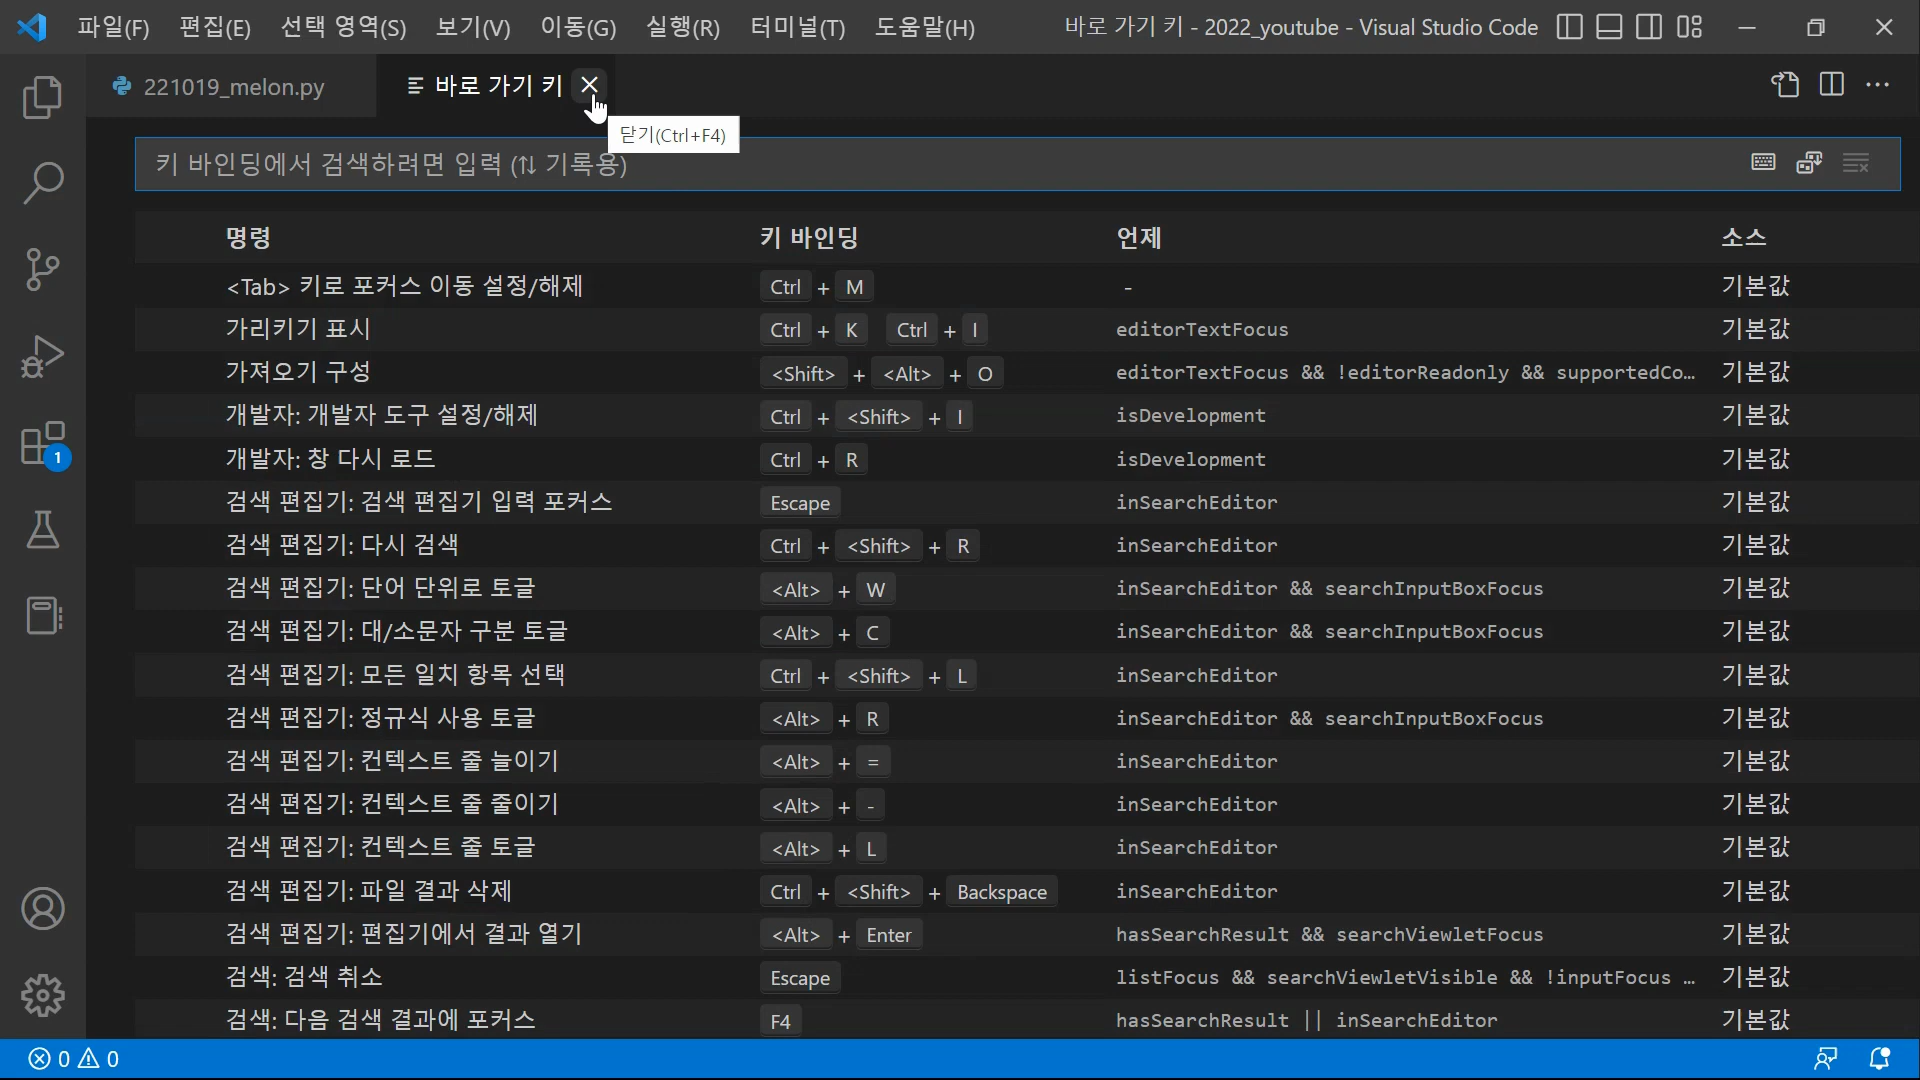 파일(F) 편집(E) 선택 영역(S) 보기(V) 이동(G) 실행(R) 터미널(T) 도움말(H) 바로 가기 키 - 2022_youtube - Visual Studio Code
221019_melon.py 바로 가기 키
닫기(Ctrl+F4)
키 바인딩에서 검색하려면 입력 (⇅ 기록용)
명령 키 바인딩 언제 소스
<Tab> 키로 포커스 이동 설정/해제 Ctrl + M - 기본값
가리키기 표시 Ctrl + K Ctrl + I editorTextFocus 기본값
가져오기 구성 <Shift> + <Alt> + O editorTextFocus && !editorReadonly && supportedCo… 기본값
개발자: 개발자 도구 설정/해제 Ctrl + <Shift> + I isDevelopment 기본값
개발자: 창 다시 로드 Ctrl + R isDevelopment 기본값
검색 편집기: 검색 편집기 입력 포커스 Escape inSearchEditor 기본값
검색 편집기: 다시 검색 Ctrl + <Shift> + R inSearchEditor 기본값
검색 편집기: 단어 단위로 토글 <Alt> + W inSearchEditor && searchInputBoxFocus 기본값
검색 편집기: 대/소문자 구분 토글 <Alt> + C inSearchEditor && searchInputBoxFocus 기본값
검색 편집기: 모든 일치 항목 선택 Ctrl + <Shift> + L inSearchEditor 기본값
검색 편집기: 정규식 사용 토글 <Alt> + R inSearchEditor && searchInputBoxFocus 기본값
검색 편집기: 컨텍스트 줄 늘이기 <Alt> + = inSearchEditor 기본값
검색 편집기: 컨텍스트 줄 줄이기 <Alt> + - inSearchEditor 기본값
검색 편집기: 컨텍스트 줄 토글 <Alt> + L inSearchEditor 기본값
검색 편집기: 파일 결과 삭제 Ctrl + <Shift> + Backspace inSearchEditor 기본값
검색 편집기: 편집기에서 결과 열기 <Alt> + Enter hasSearchResult && searchViewletFocus 기본값
검색: 검색 취소 Escape listFocus && searchViewletVisible && !inputFocus … 기본값
검색: 다음 검색 결과에 포커스 F4 hasSearchResult || inSearchEditor 기본값
1
0 0